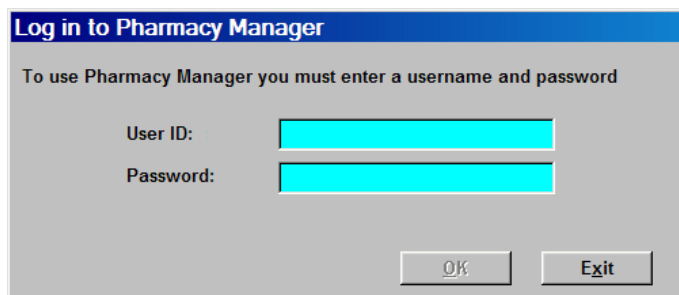 Log in to Pharmacy Manager
To use Pharmacy Manager you must enter a username and password
User ID:
Password:
OK
Exit